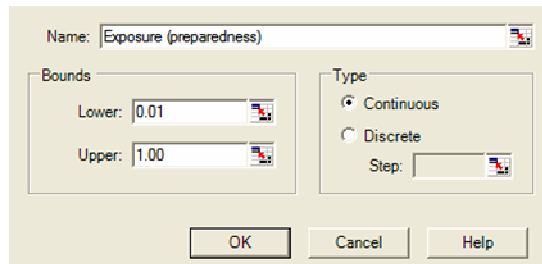 Name: Exposure (preparedness)
Bounds
Lower: 0.01
Upper: 1.00
Type
Continuous
Discrete
Step:
OK Cancel Help